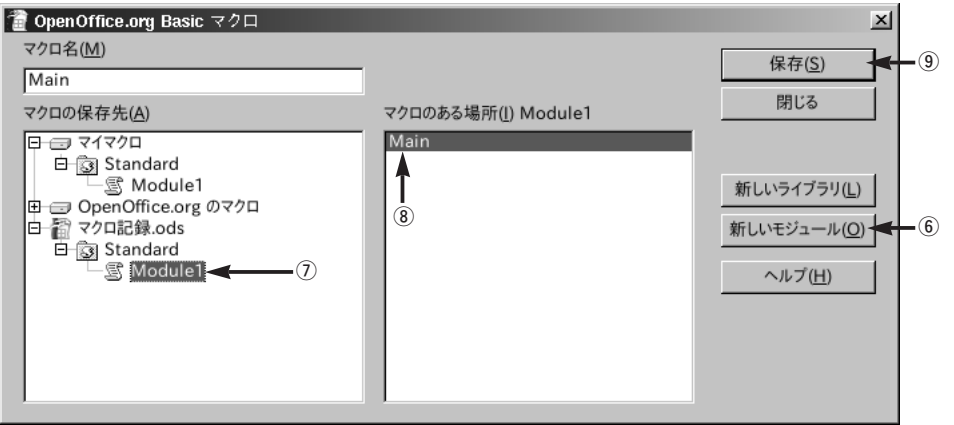 OpenOffice.org Basic マクロ
マクロ名(M)
Main
マクロの保存先(A)
マイマクロ
Standard
Module1
OpenOffice.org のマクロ
マクロ記録.ods
Standard
Module1
⑦
マクロのある場所(I) Module1
Main
⑧
保存(S)
⑨
閉じる
新しいライブラリ(L)
新しいモジュール(O)
⑥
ヘルプ(H)